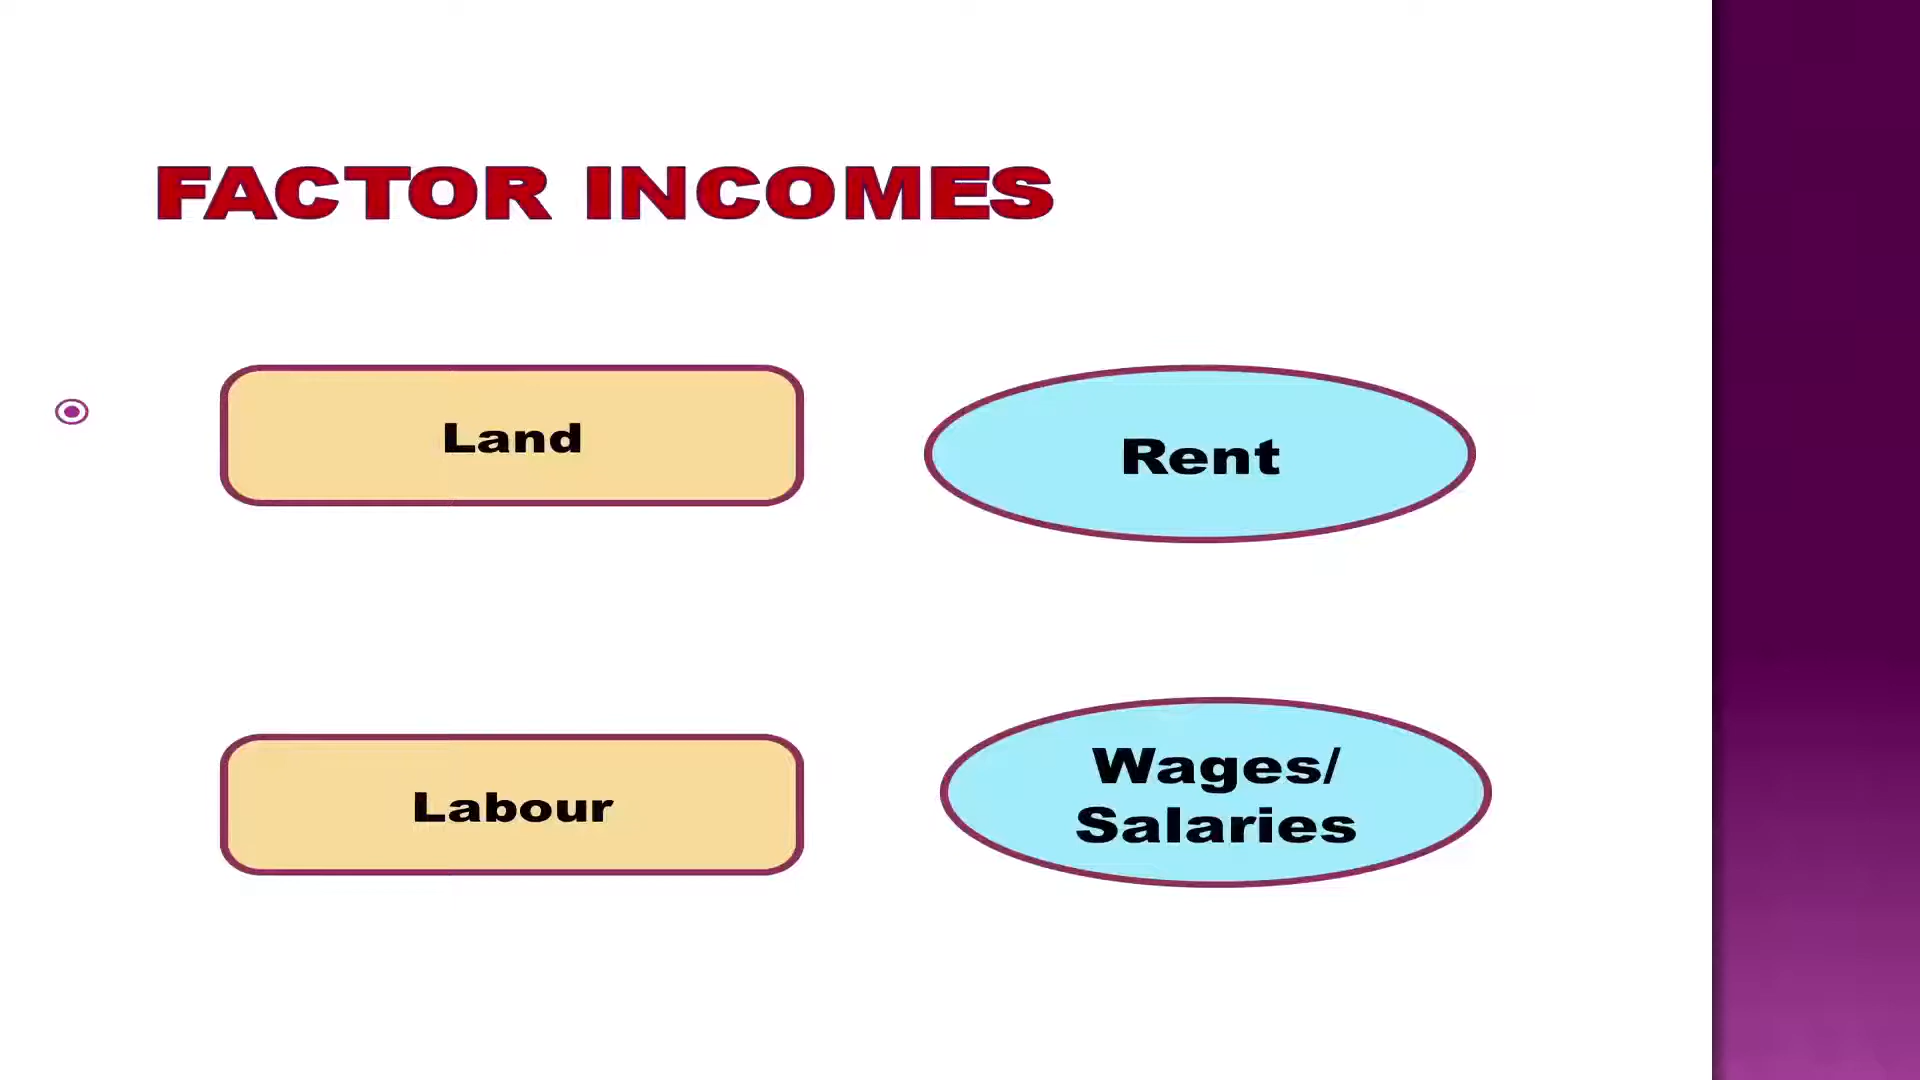 FACTOR INCOMES
Land
Rent
Labour
Wages/
Salaries